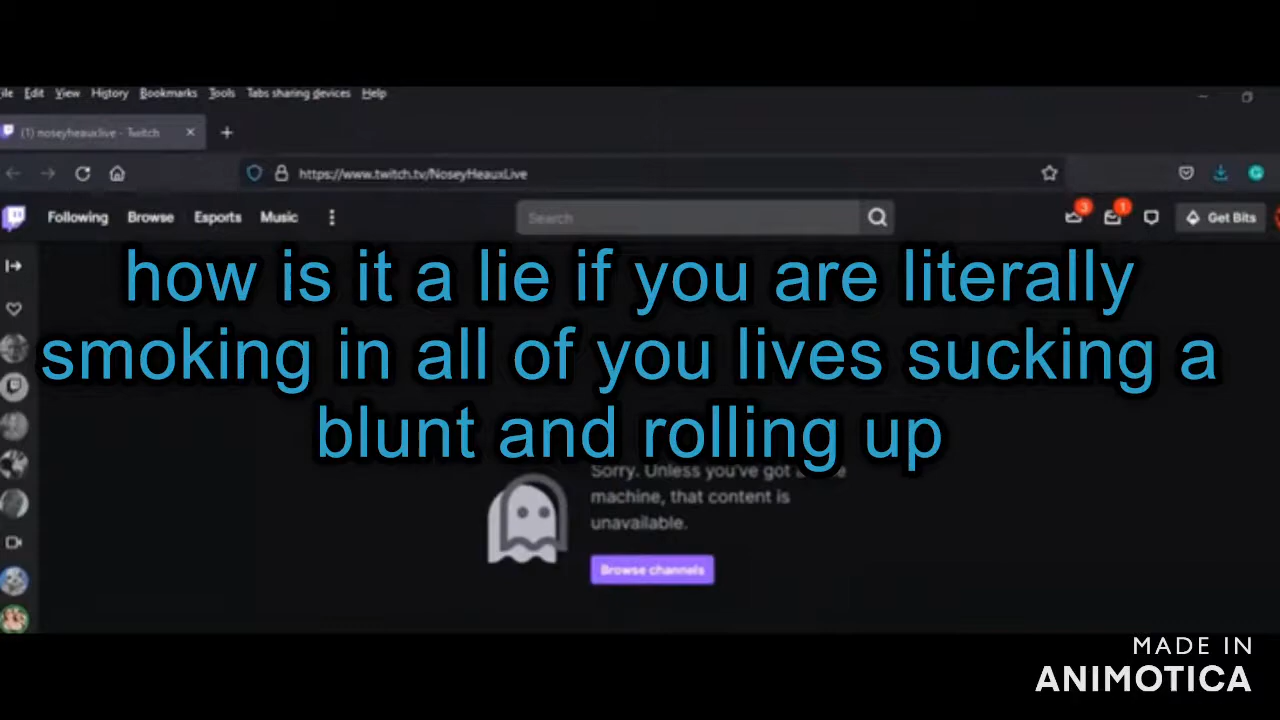 File Edit View History Bookmarks Tools Tabs sharing devices Help
(1) noseyheauxlive - Twitch
https://www.twitch.tv/NoseyHeauxLive
Following Browse Esports Music Search 3 1 Get Bits
how is it a lie if you are literally
smoking in all of you lives sucking a
blunt and rolling up
Sorry. Unless you've got a
machine, that content is
unavailable.
Browse channels
MADE IN
ANIMOTICA